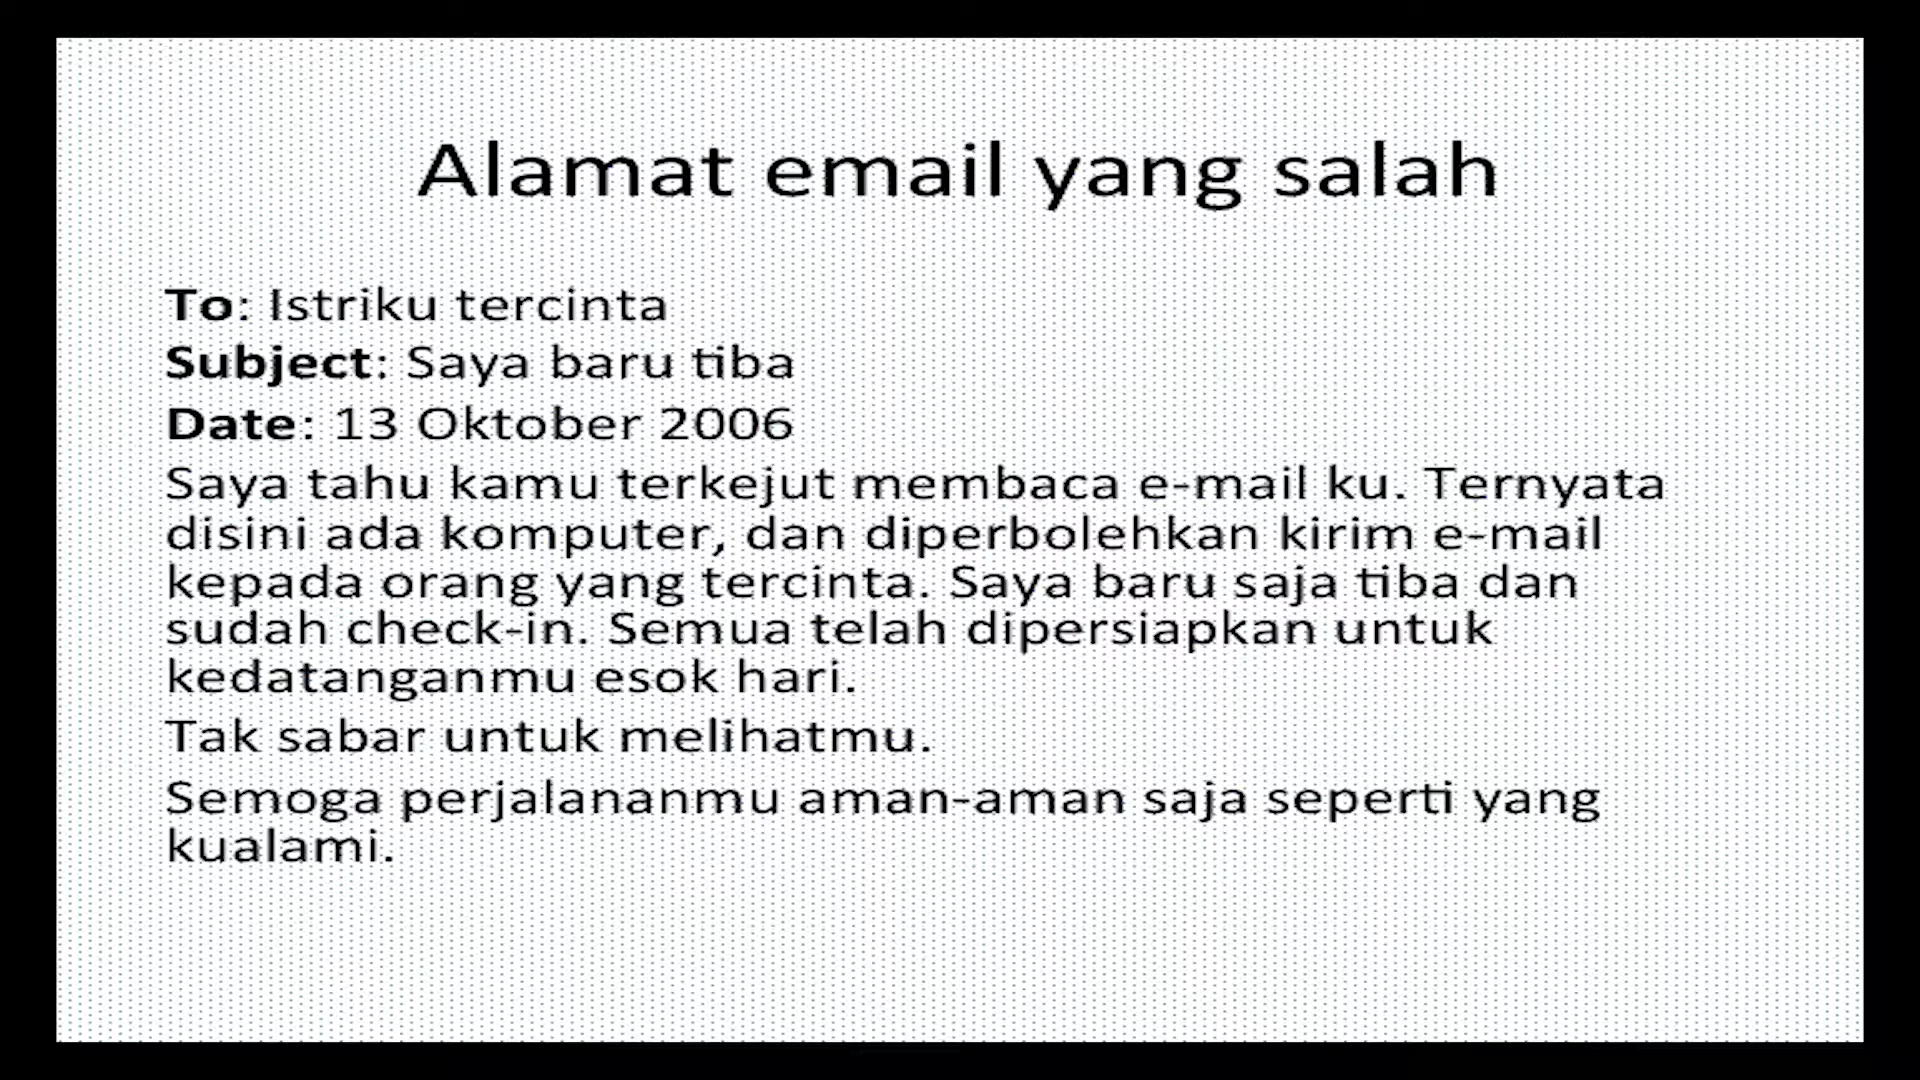 Alamat email yang salah
To: Istriku tercinta
Subject: Saya baru tiba
Date: 13 Oktober 2006
Saya tahu kamu terkejut membaca e-mail ku. Ternyata
disini ada komputer, dan diperbolehkan kirim e-mail
kepada orang yang tercinta. Saya baru saja tiba dan
sudah check-in. Semua telah dipersiapkan untuk
kedatanganmu esok hari.
Tak sabar untuk melihatmu.
Semoga perjalananmu aman-aman saja seperti yang
kualami.